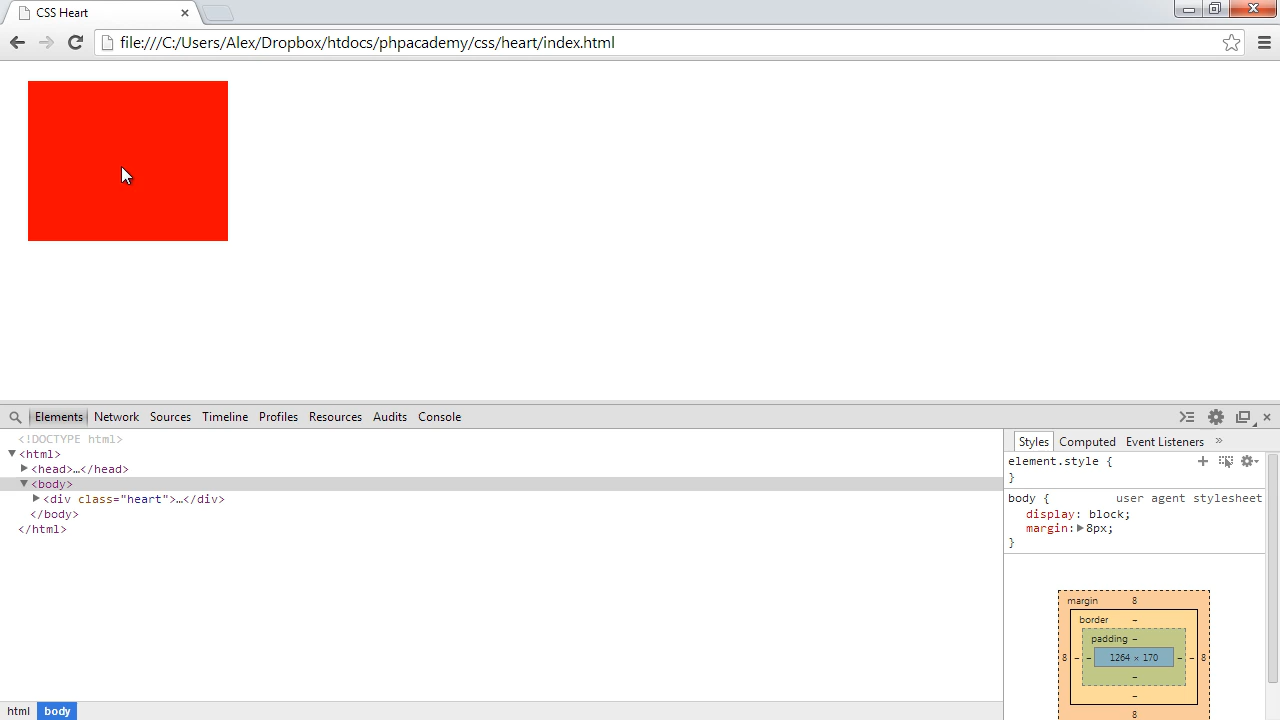 CSS Heart
file:///C:/Users/Alex/Dropbox/htdocs/phpacademy/css/heart/index.html
Elements Network Sources Timeline Profiles Resources Audits Console
<!DOCTYPE html>
<html>
<head>…</head>
<body>
<div class="heart">…</div>
</body>
</html>
html body
Styles Computed Event Listeners »
element.style {
}
body { user agent stylesheet
display: block;
margin: 8px;
}
margin 8
border –
padding –
8 – – 1264 × 170 – – 8
–
–
8